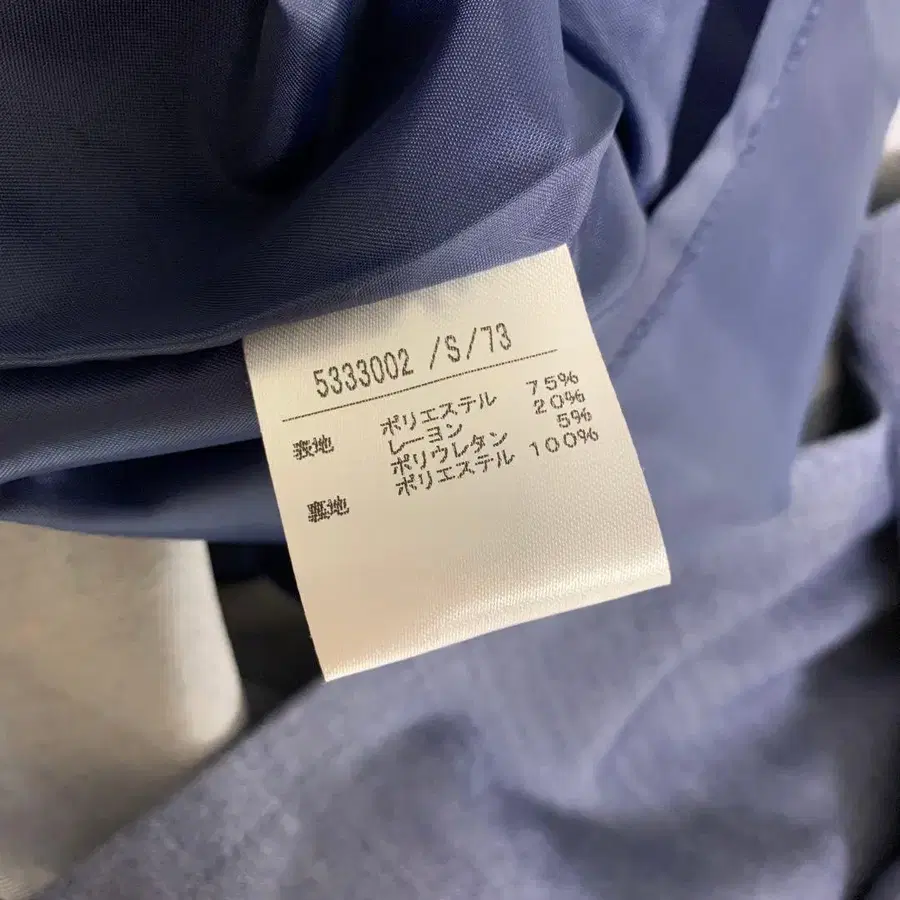 5333002 /S/73
表地 ポリエステル 75%
レーヨン 20%
ポリウレタン 5%
裏地 ポリエステル 100%